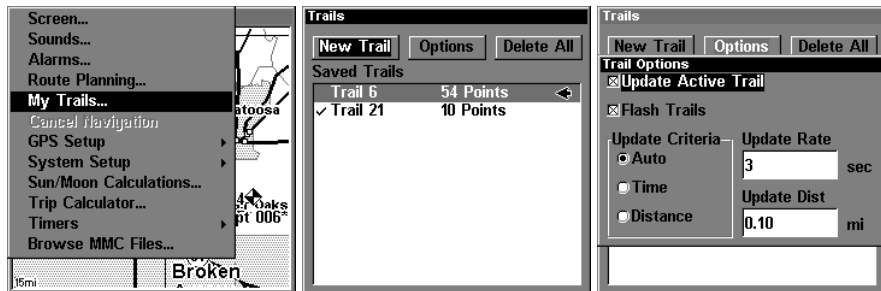 Screen...
Sounds...
Alarms...
Route Planning...
My Trails...
Cancel Navigation
GPS Setup
System Setup
Sun/Moon Calculations...
Trip Calculator...
Timers
Browse MMC Files...
atoosa
Oaks
pt 006*
15mi
Broken
Trails
New Trail Options Delete All
Saved Trails
Trail 6 54 Points
Trail 21 10 Points
Trails
New Trail Options Delete All
Trail Options
Update Active Trail
Flash Trails
Update Criteria
Auto
Time
Distance
Update Rate
3 sec
Update Dist
0.10 mi